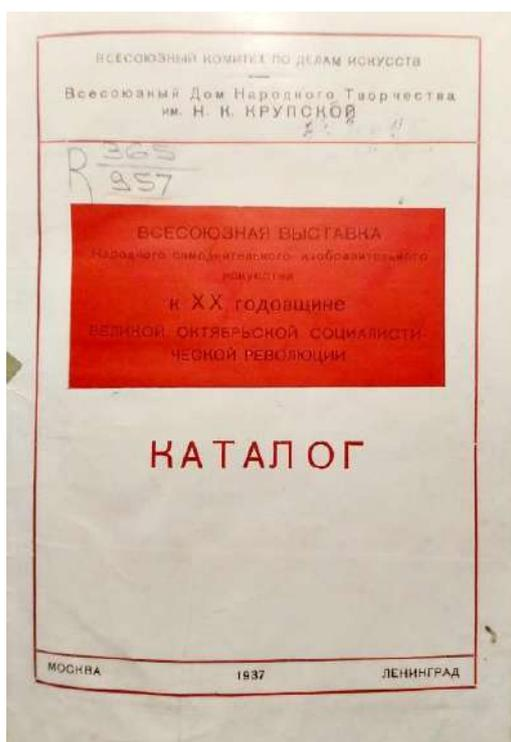 ВСЕСОЮЗНЫЙ КОМИТЕТ ПО ДЕЛАМ ИСКУССТВ
Всесоюзный Дом Народного Творчества
им. Н. К. КРУПСКОЙ
R 365
957
ВСЕСОЮЗНАЯ ВЫСТАВКА
Народного самодеятельного изобразительного
искусства
к XX годовщине
ВЕЛИКОЙ ОКТЯБРЬСКОЙ СОЦИАЛИСТИ-
ЧЕСКОЙ РЕВОЛЮЦИИ
КАТАЛОГ
МОСКВА 1937 ЛЕНИНГРАД